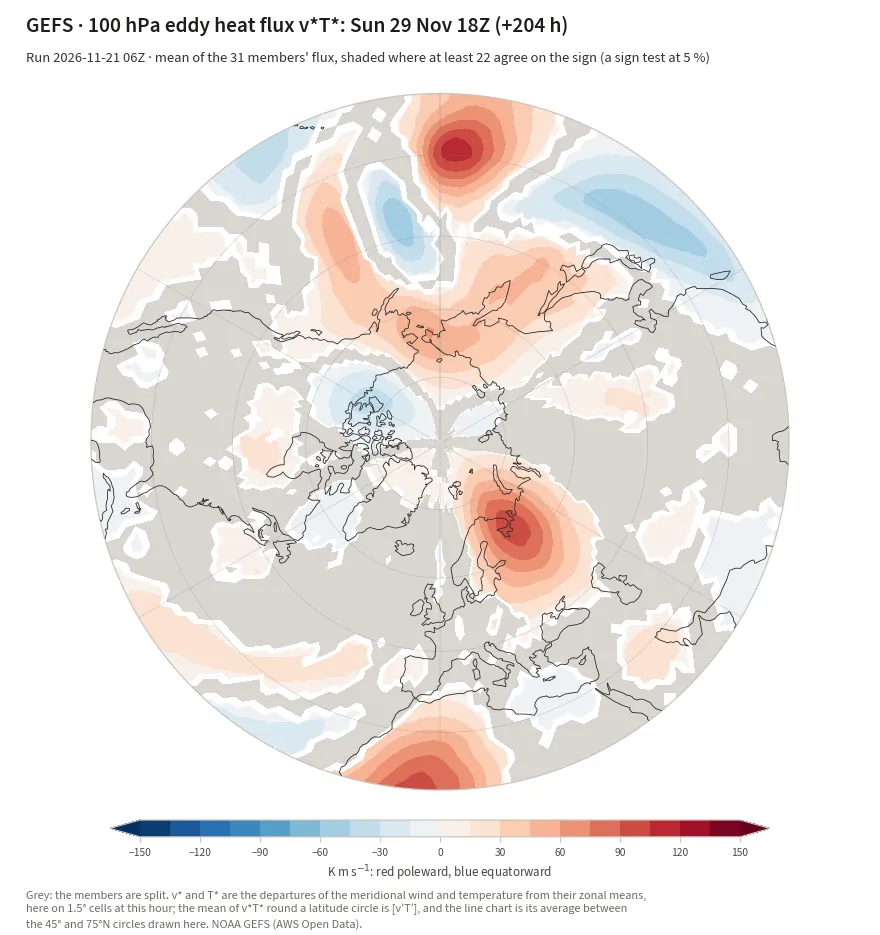 GEFS · 100 hPa eddy heat flux v*T*: Sun 29 Nov 18Z (+204 h)
Run 2026-11-21 06Z · mean of the 31 members' flux, shaded where at least 22 agree on the sign (a sign test at 5 %)
−150 −120 −90 −60 −30 0 30 60 90 120 150
K m s⁻¹: red poleward, blue equatorward
Grey: the members are split. v* and T* are the departures of the meridional wind and temperature from their zonal means,
here on 1.5° cells at this hour; the mean of v*T* round a latitude circle is [v'T'], and the line chart is its average between
the 45° and 75°N circles drawn here. NOAA GEFS (AWS Open Data).